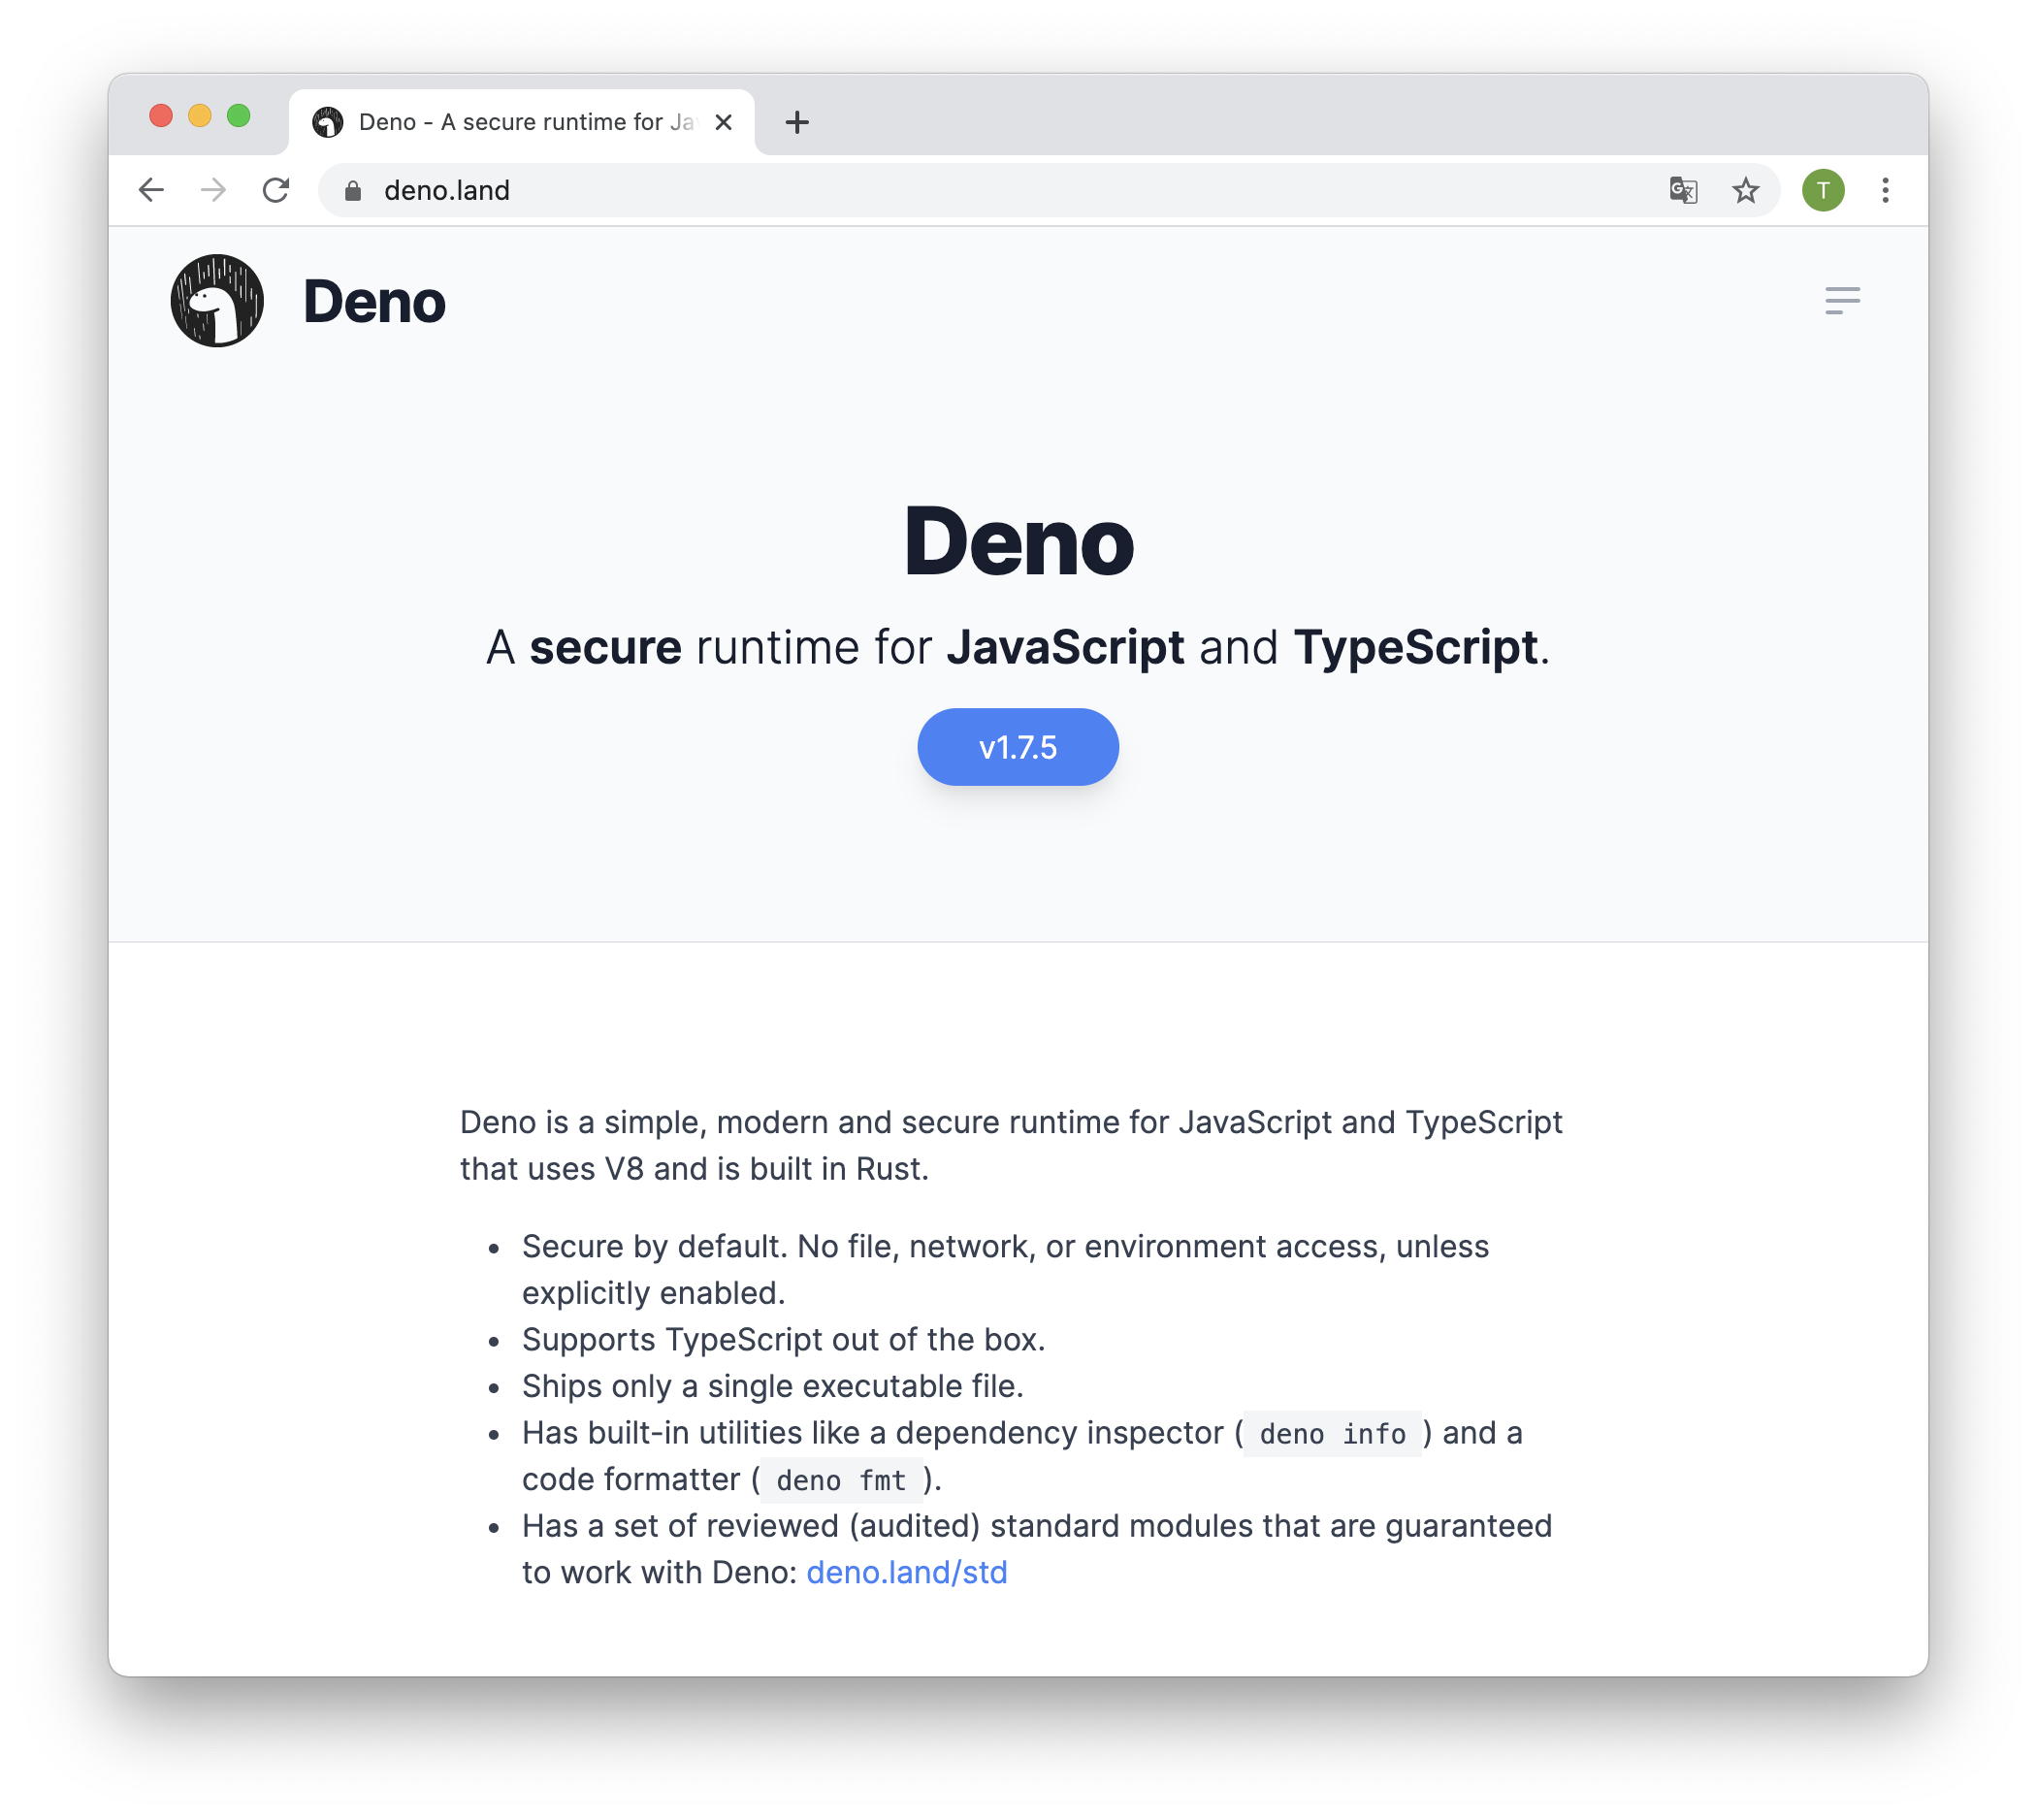 Deno - A secure runtime for Ja
deno.land
T
Deno
Deno
A secure runtime for JavaScript and TypeScript.
v1.7.5
Deno is a simple, modern and secure runtime for JavaScript and TypeScript
that uses V8 and is built in Rust.
• Secure by default. No file, network, or environment access, unless
explicitly enabled.
• Supports TypeScript out of the box.
• Ships only a single executable file.
• Has built-in utilities like a dependency inspector ( deno info ) and a
code formatter ( deno fmt ).
• Has a set of reviewed (audited) standard modules that are guaranteed
to work with Deno: deno.land/std